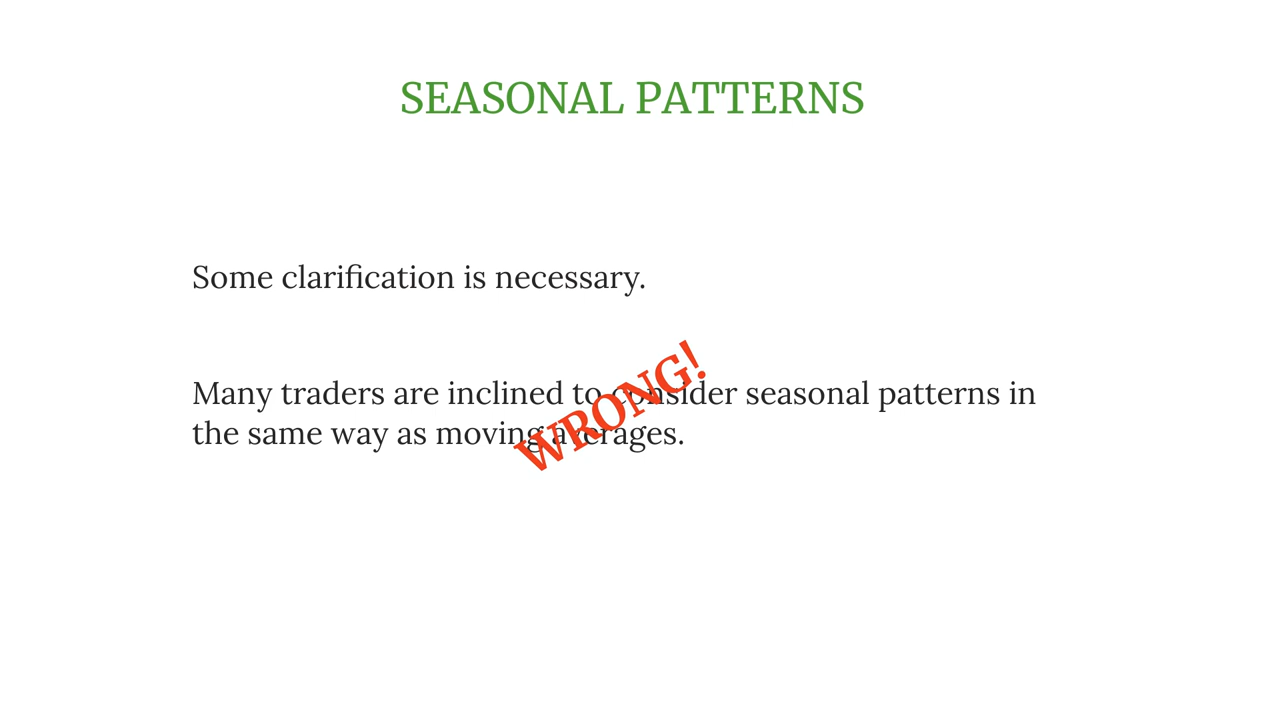 SEASONAL PATTERNS
Some clarification is necessary.
Many traders are inclined to consider seasonal patterns in
the same way as moving averages.
WRONG!